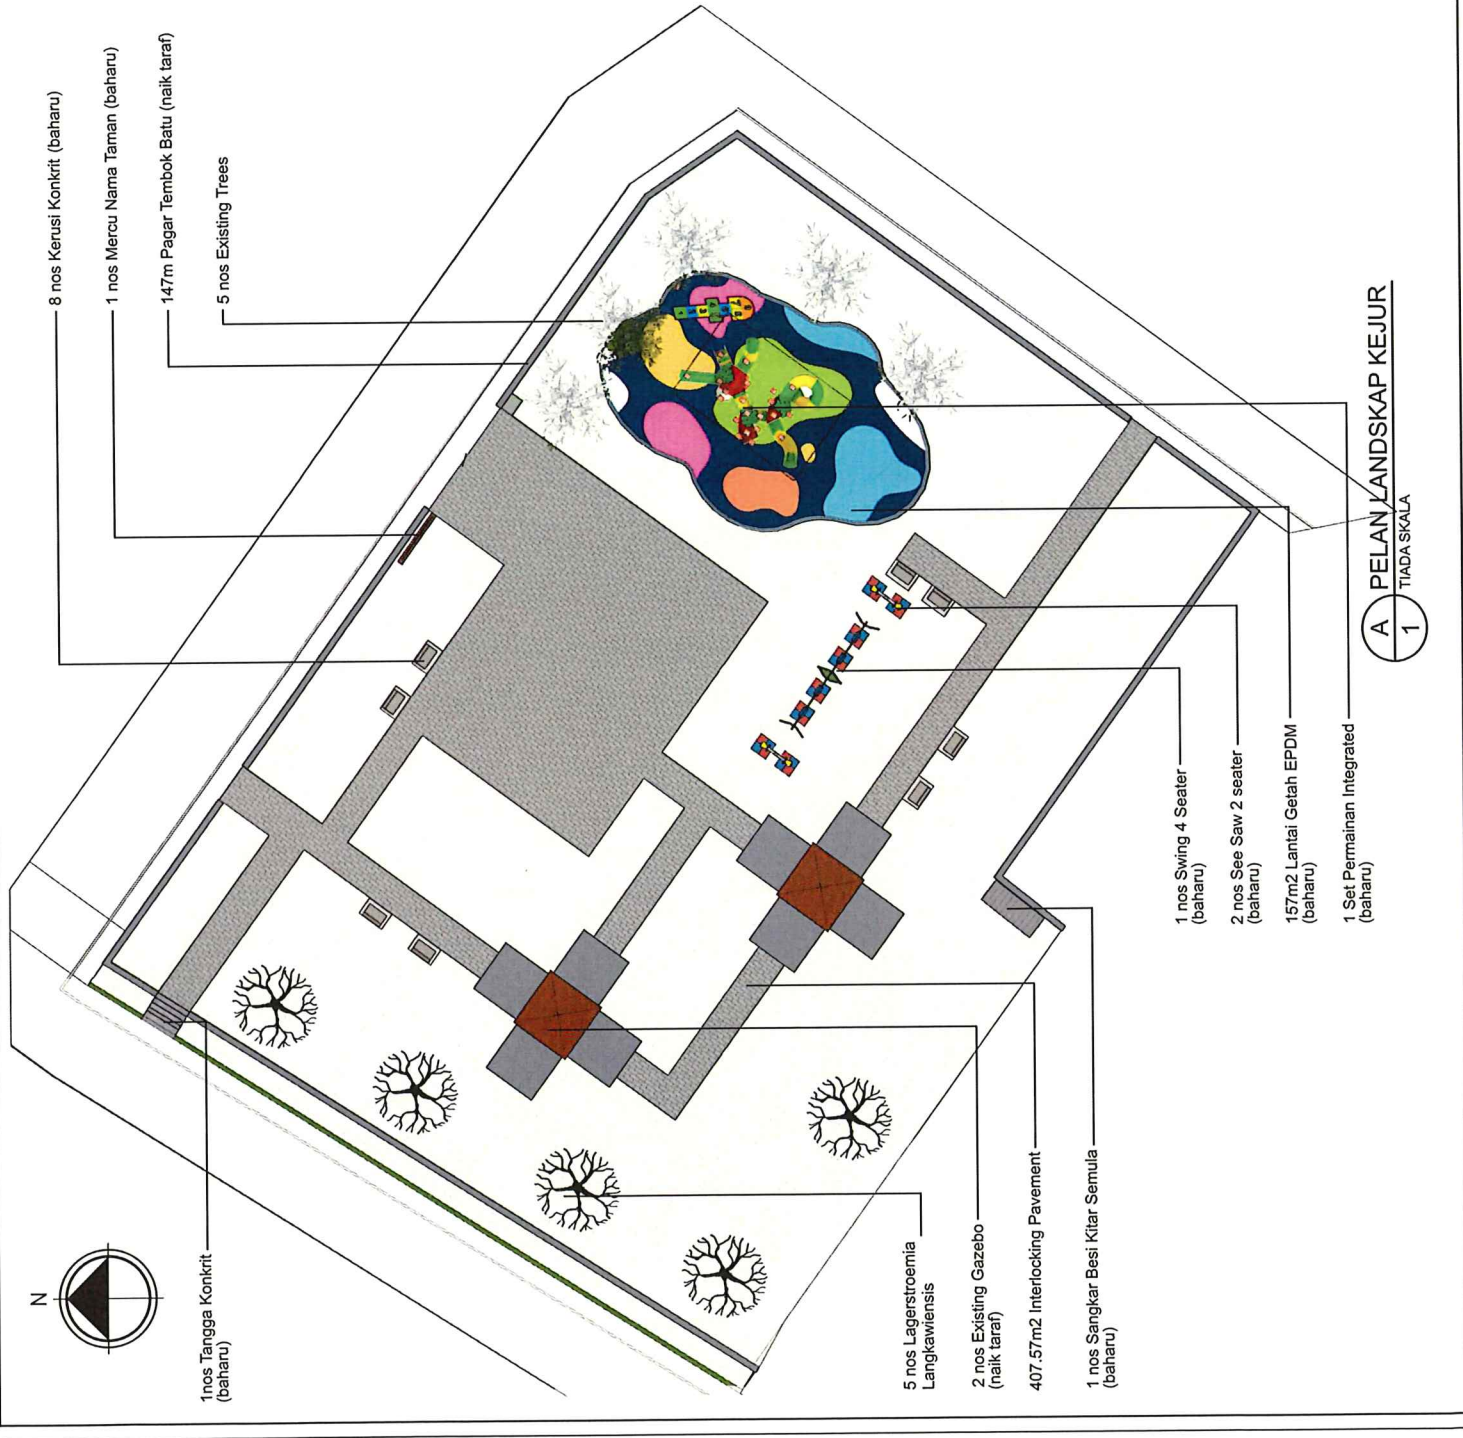 8 nos Kerusi Konkrit (baharu)
1 nos Mercu Nama Taman (baharu)
147m Pagar Tembok Batu (naik taraf)
5 nos Existing Trees
N
1nos Tangga Konkrit
(baharu)
5 nos Lagerstroemia
Langkawiensis
2 nos Existing Gazebo
(naik taraf)
407.57m2 Interlocking Pavement
1 nos Sangkar Besi Kitar Semula
(baharu)
1 nos Swing 4 Seater
(baharu)
2 nos See Saw 2 seater
(baharu)
157m2 Lantai Getah EPDM
(baharu)
1 Set Permainan Integrated
(baharu)
A
1
PELAN LANDSKAP KEJUR
TIADA SKALA